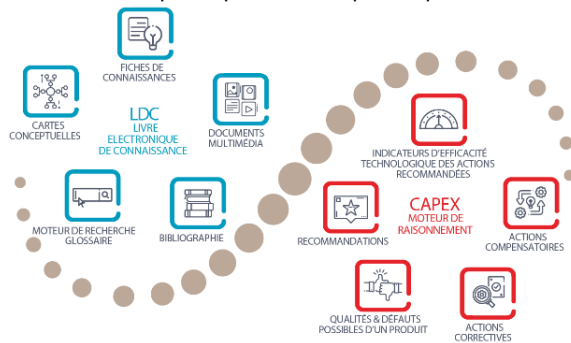 FICHES DE
CONNAISSANCES
CARTES
CONCEPTUELLES
LDC
LIVRE
ELECTRONIQUE
DE CONNAISSANCE
DOCUMENTS
MULTIMÉDIA
MOTEUR DE RECHERCHE
GLOSSAIRE
BIBLIOGRAPHIE
INDICATEURS D'EFFICACITÉ
TECHNOLOGIQUE DES ACTIONS
RECOMMANDÉES
RECOMMANDATIONS
CAPEX
MOTEUR DE
RAISONNEMENT
ACTIONS
COMPENSATOIRES
QUALITÉS & DÉFAUTS
POSSIBLES D'UN PRODUIT
ACTIONS
CORRECTIVES